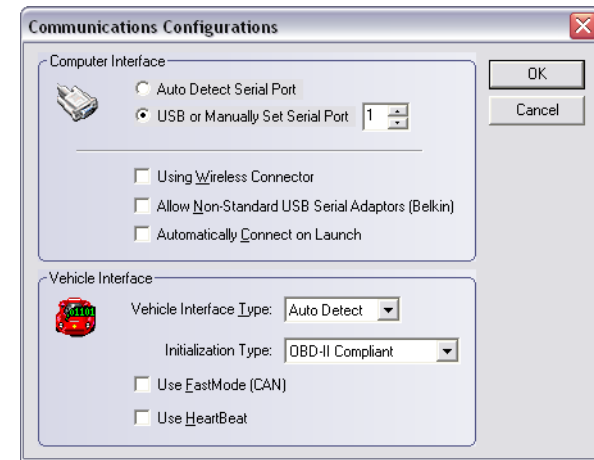 Communications Configurations
Computer Interface
OK
Auto Detect Serial Port
USB or Manually Set Serial Port 1
Cancel
Using Wireless Connector
Allow Non-Standard USB Serial Adaptors (Belkin)
Automatically Connect on Launch
Vehicle Interface
01101
Vehicle Interface Type: Auto Detect
Initialization Type: OBD-II Compliant
Use FastMode (CAN)
Use HeartBeat